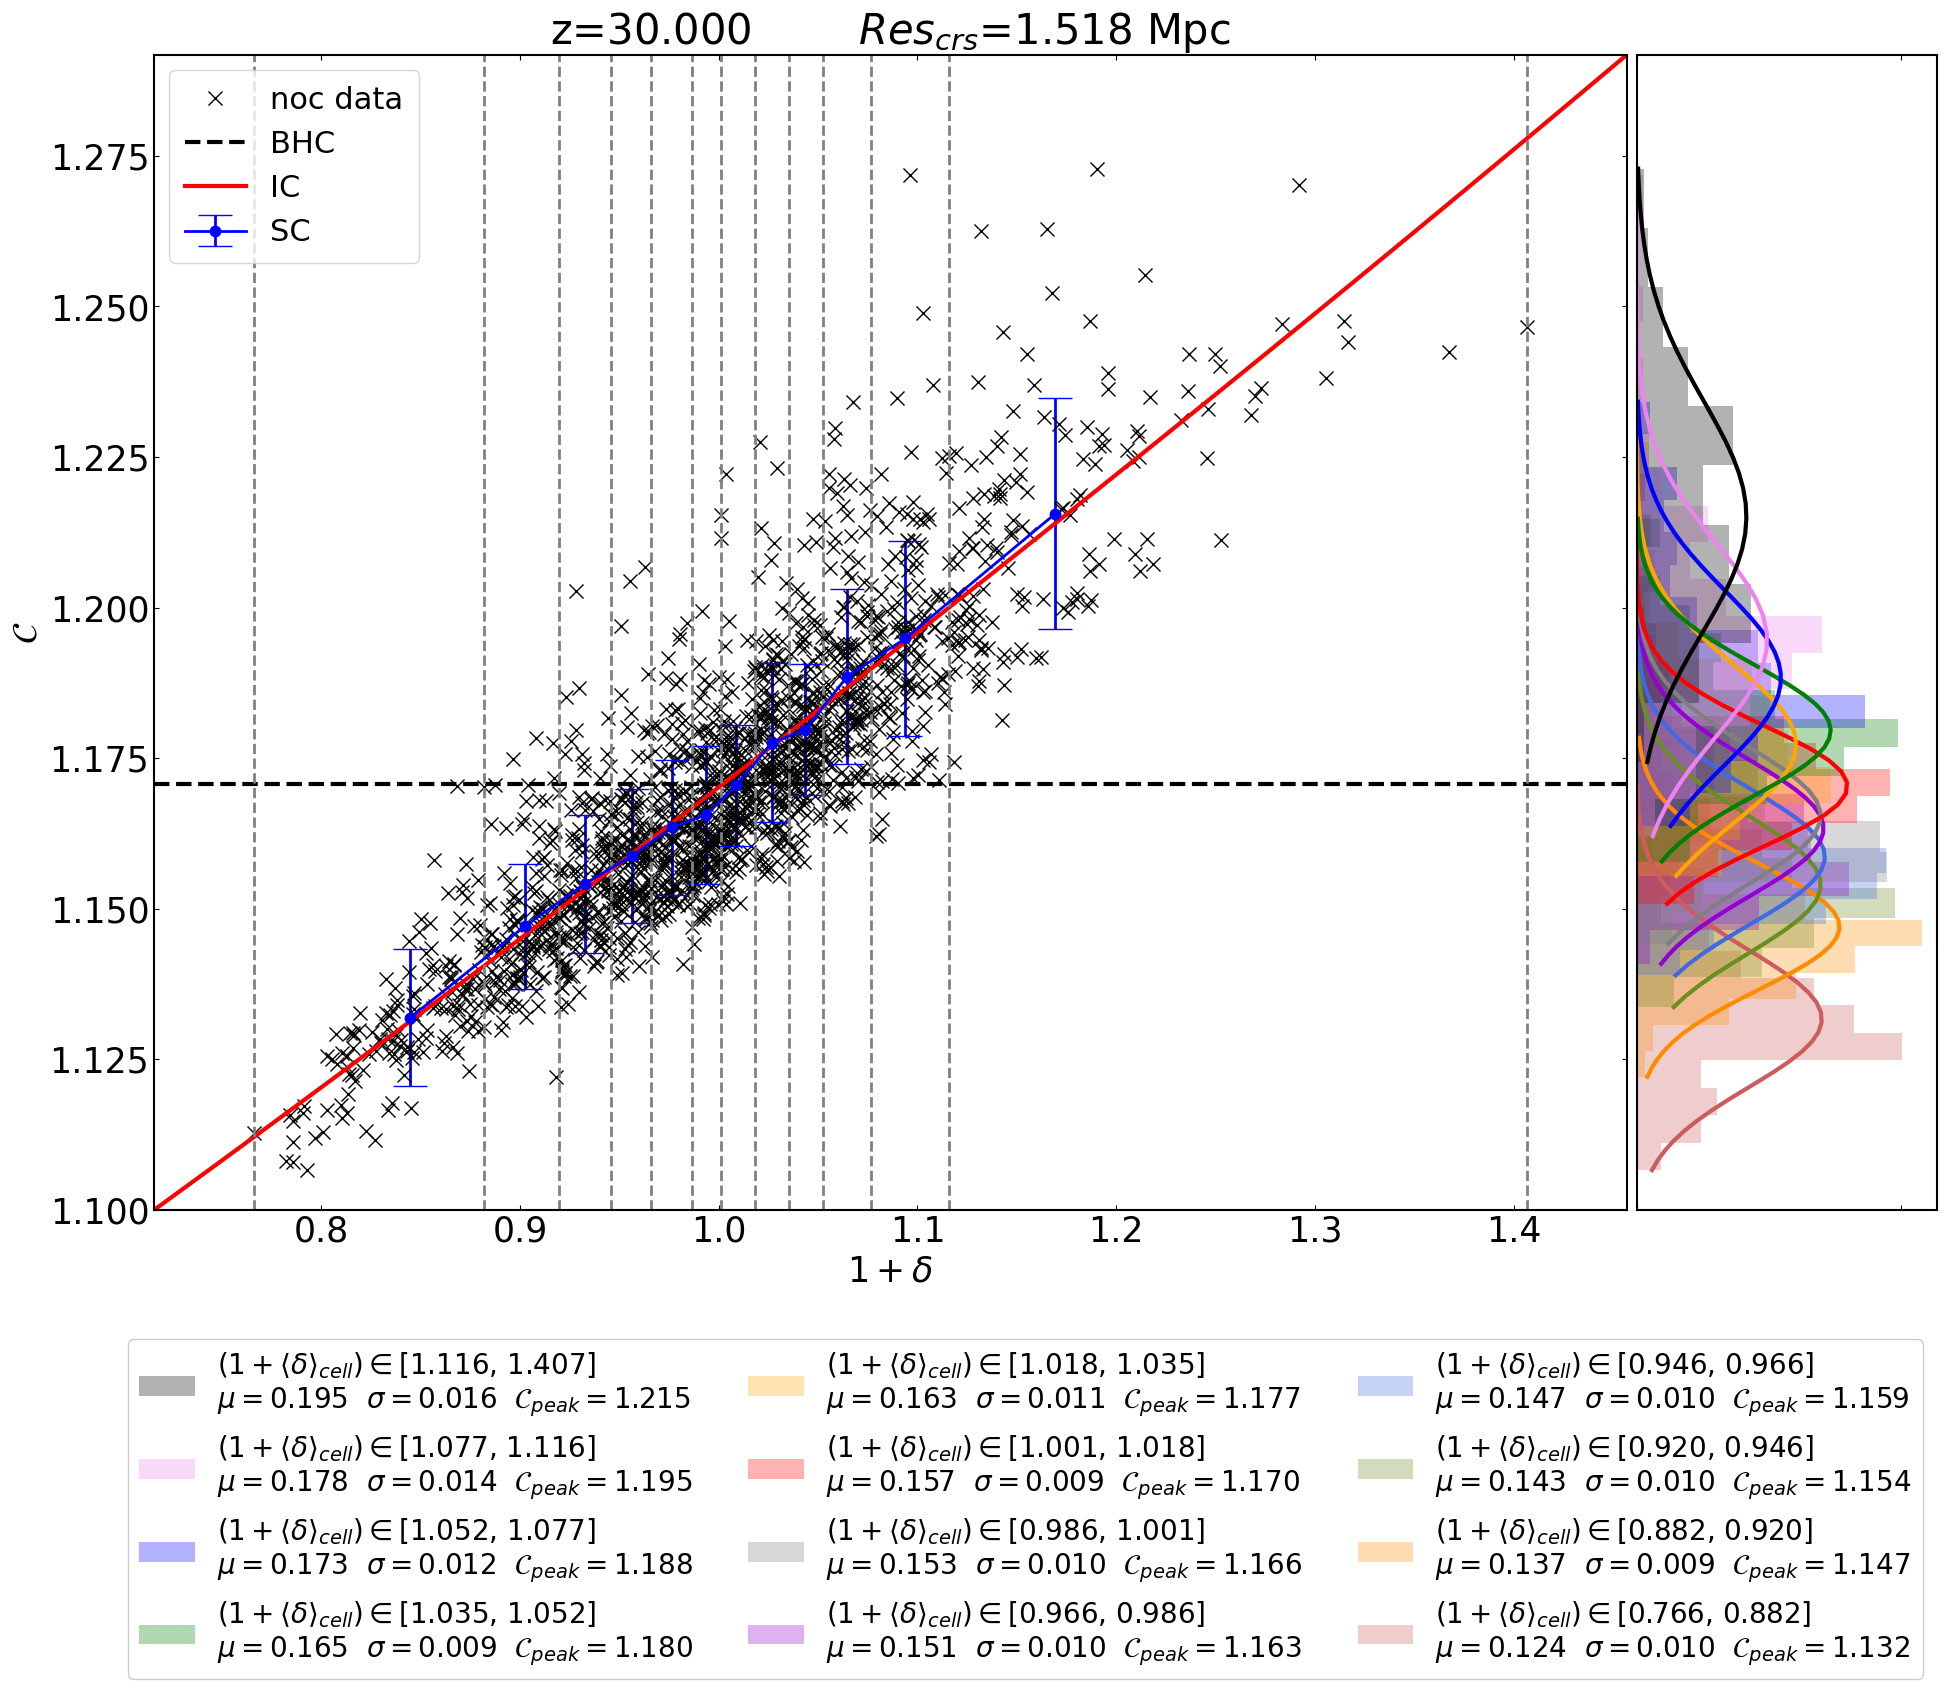 z=30.000 Res_crs=1.518 Mpc
noc data
BHC
IC
SC
C
1.275
1.250
1.225
1.200
1.175
1.150
1.125
1.100
0.8 0.9 1.0 1.1 1.2 1.3 1.4
1 + δ
(1 + ⟨δ⟩_cell) ∈ [1.116, 1.407]
μ = 0.195 σ = 0.016 C_peak = 1.215
(1 + ⟨δ⟩_cell) ∈ [1.077, 1.116]
μ = 0.178 σ = 0.014 C_peak = 1.195
(1 + ⟨δ⟩_cell) ∈ [1.052, 1.077]
μ = 0.173 σ = 0.012 C_peak = 1.188
(1 + ⟨δ⟩_cell) ∈ [1.035, 1.052]
μ = 0.165 σ = 0.009 C_peak = 1.180
(1 + ⟨δ⟩_cell) ∈ [1.018, 1.035]
μ = 0.163 σ = 0.011 C_peak = 1.177
(1 + ⟨δ⟩_cell) ∈ [1.001, 1.018]
μ = 0.157 σ = 0.009 C_peak = 1.170
(1 + ⟨δ⟩_cell) ∈ [0.986, 1.001]
μ = 0.153 σ = 0.010 C_peak = 1.166
(1 + ⟨δ⟩_cell) ∈ [0.966, 0.986]
μ = 0.151 σ = 0.010 C_peak = 1.163
(1 + ⟨δ⟩_cell) ∈ [0.946, 0.966]
μ = 0.147 σ = 0.010 C_peak = 1.159
(1 + ⟨δ⟩_cell) ∈ [0.920, 0.946]
μ = 0.143 σ = 0.010 C_peak = 1.154
(1 + ⟨δ⟩_cell) ∈ [0.882, 0.920]
μ = 0.137 σ = 0.009 C_peak = 1.147
(1 + ⟨δ⟩_cell) ∈ [0.766, 0.882]
μ = 0.124 σ = 0.010 C_peak = 1.132